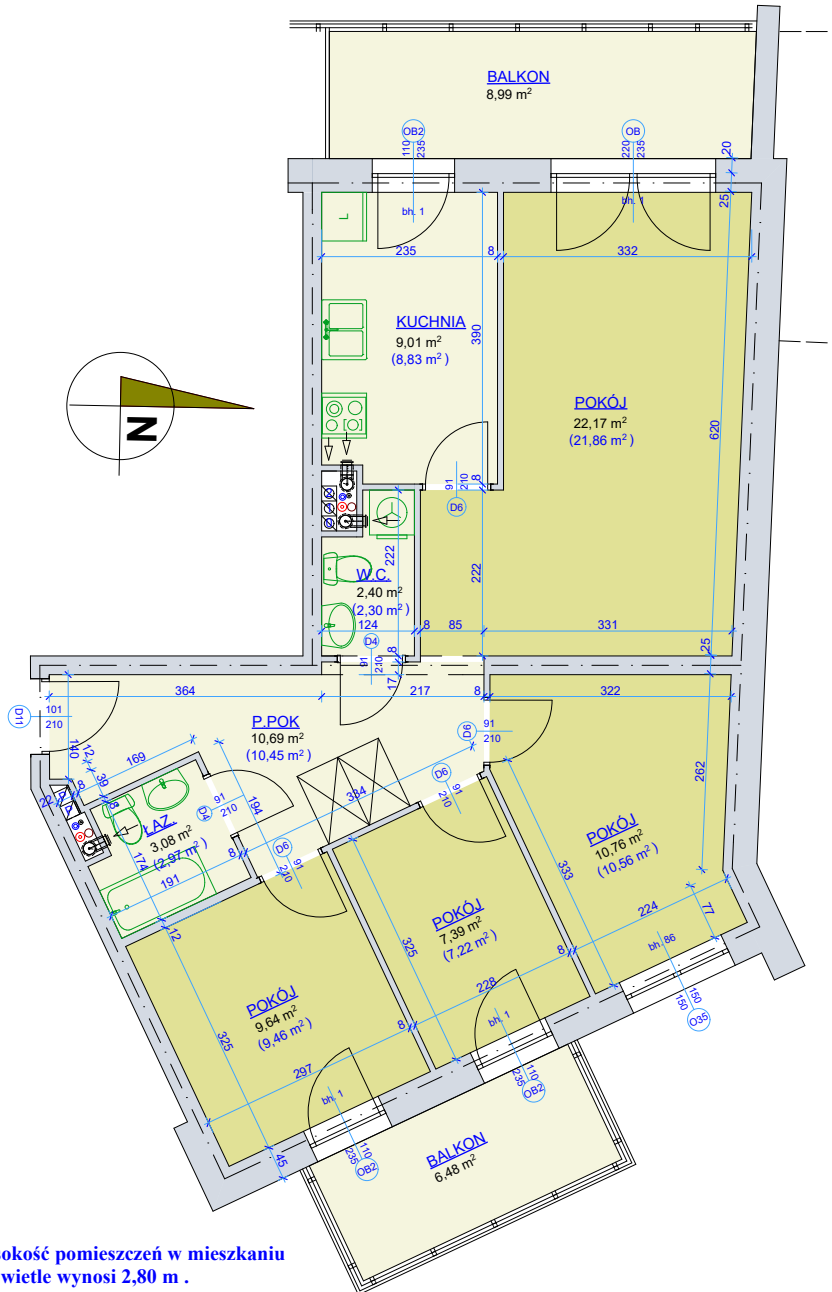 BALKON
8,99 m²
OB2
110
235
OB
220
235
20
25
bh. 1
bh. 1
L
235
8
332
KUCHNIA
9,01 m²
(8,83 m²)
390
POKÓJ
22,17 m²
(21,86 m²)
620
N
8
91
210
D6
222
W.C.
2,40 m²
(2,30 m²)
222
124
8
85
331
D4
8
91
210
17
25
364
217
8
322
D11
101
210
P.POK
10,69 m²
(10,45 m²)
D6
91
210
140
12
169
39
8
22
P
P
8
ŁAZ.
3,08 m²
(2,97 m²)
174
D4
91
210
194
334
D6
91
210
262
191
8
D6
91
210
333
POKÓJ
10,76 m²
(10,56 m²)
12
325
POKÓJ
7,39 m²
(7,22 m²)
224
77
8
bh. 86
150
150
O35
POKÓJ
9,64 m²
(9,46 m²)
325
8
228
bh. 1
297
bh. 1
110
235
OB2
110
235
OB2
45
BALKON
6,48 m²
sokość pomieszczeń w mieszkaniu
wietle wynosi 2,80 m .